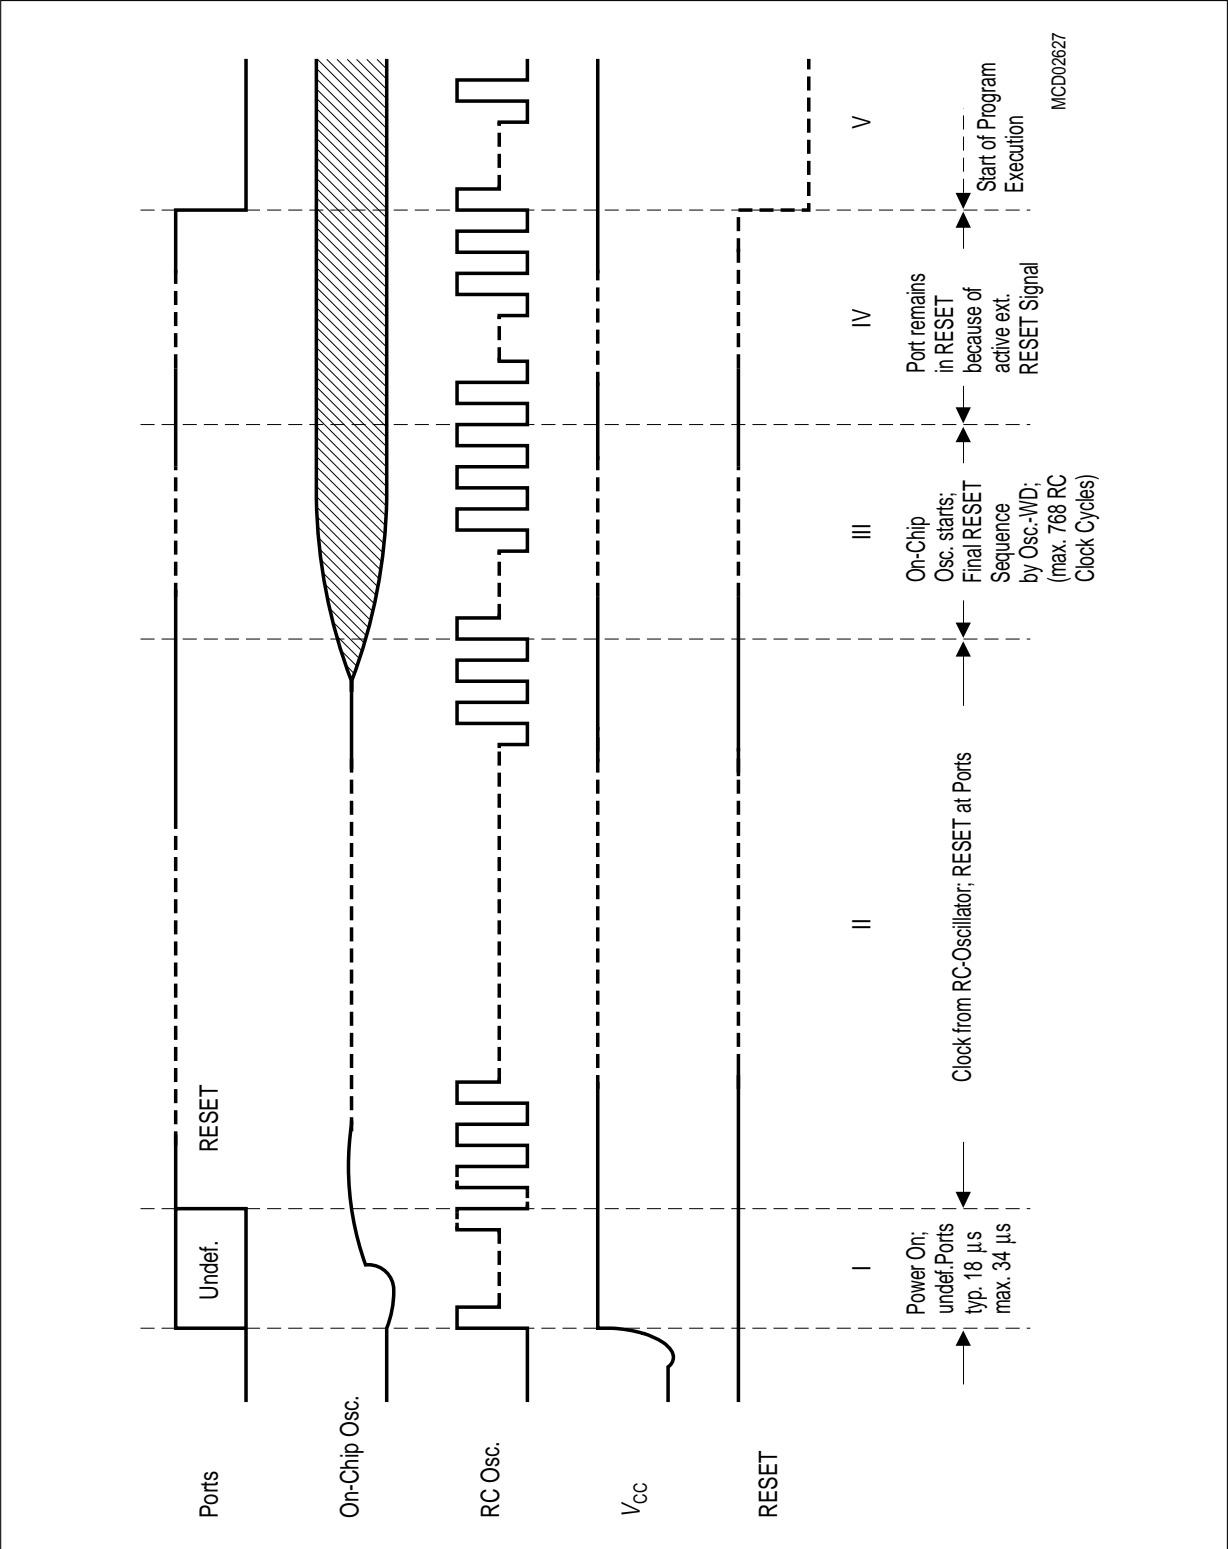 Ports
Undef.
RESET
On-Chip Osc.
RC Osc.
VCC
RESET
I
II
III
IV
V
Power On;
undef.Ports
typ. 18 μs
max. 34 μs
Clock from RC-Oscillator; RESET at Ports
On-Chip
Osc. starts;
Final RESET
Sequence
by Osc.-WD;
(max. 768 RC
Clock Cycles)
Port remains
in RESET
because of
active ext.
RESET Signal
Start of Program
Execution
MCD02627